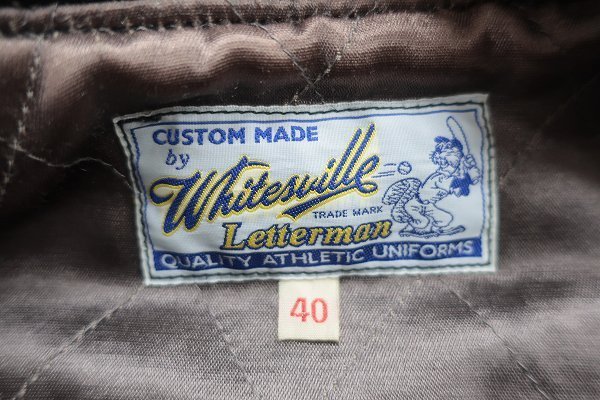 CUSTOM MADE
by
Whitesville
TRADE MARK
Letterman
QUALITY ATHLETIC UNIFORMS
40